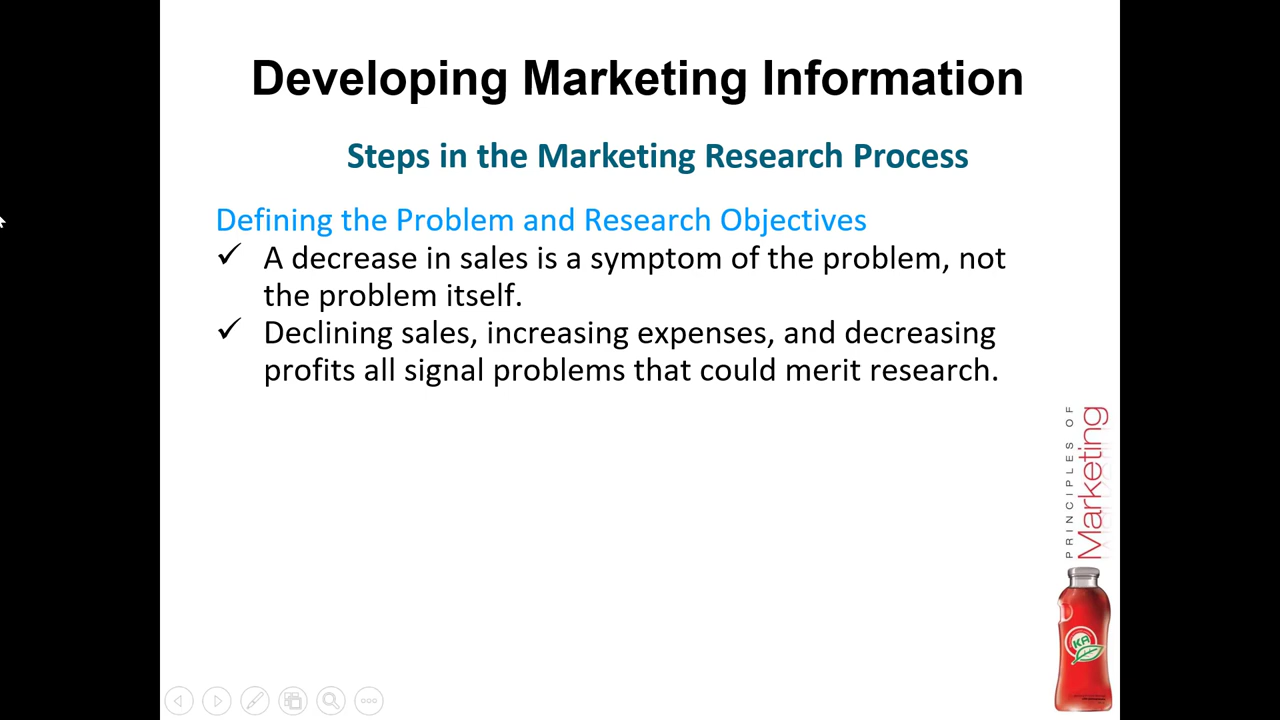 Developing Marketing Information
Steps in the Marketing Research Process
Defining the Problem and Research Objectives
✓ A decrease in sales is a symptom of the problem, not
the problem itself.
✓ Declining sales, increasing expenses, and decreasing
profits all signal problems that could merit research.
PRINCIPLES OF
Marketing
KR